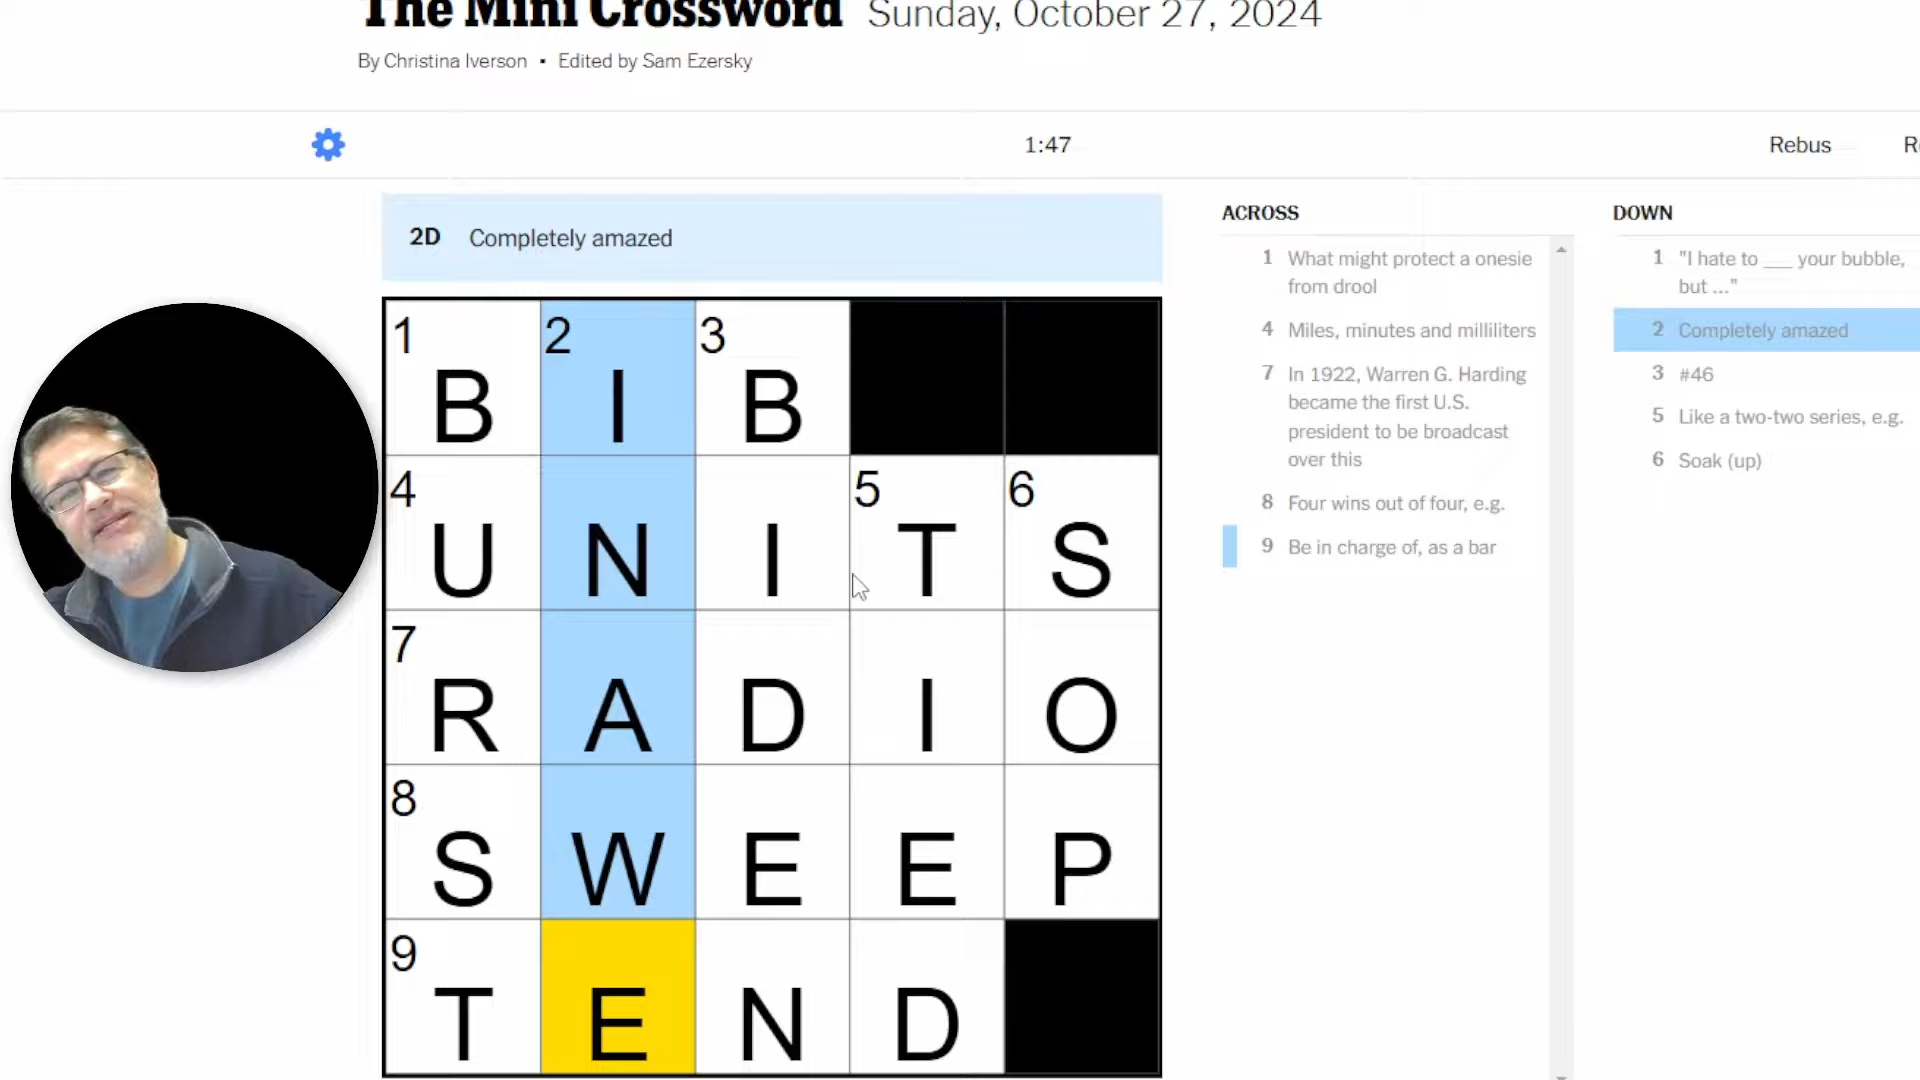 The Mini Crossword Sunday, October 27, 2024
By Christina Iverson ▪ Edited by Sam Ezersky
1:47
Rebus
2D Completely amazed
1 B 2 I 3 B
4 U N I 5 T 6 S
7 R A D I O
8 S W E E P
9 T E N D
ACROSS
1 What might protect a onesie
from drool
4 Miles, minutes and milliliters
7 In 1922, Warren G. Harding
became the first U.S.
president to be broadcast
over this
8 Four wins out of four, e.g.
9 Be in charge of, as a bar
DOWN
1 "I hate to ___ your bubble,
but ..."
2 Completely amazed
3 #46
5 Like a two-two series, e.g.
6 Soak (up)